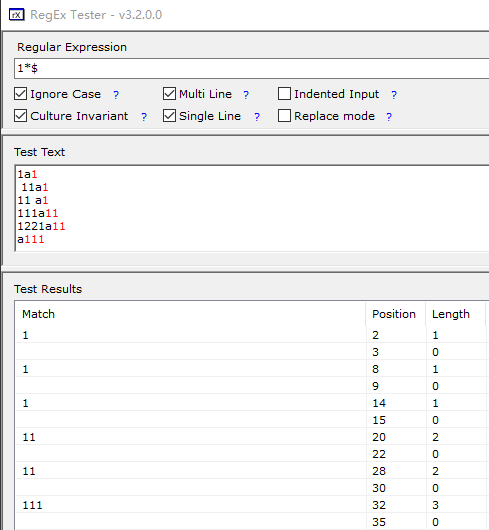 rX RegEx Tester - v3.2.0.0
Regular Expression
1*$
Ignore Case ? Multi Line ? Indented Input ?
Culture Invariant ? Single Line ? Replace mode ?
Test Text
1a1
 11a1
11 a1
111a11
1221a11
a111
Test Results
Match Position Length
1 2 1
3 0
1 8 1
9 0
1 14 1
15 0
11 20 2
22 0
11 28 2
30 0
111 32 3
35 0